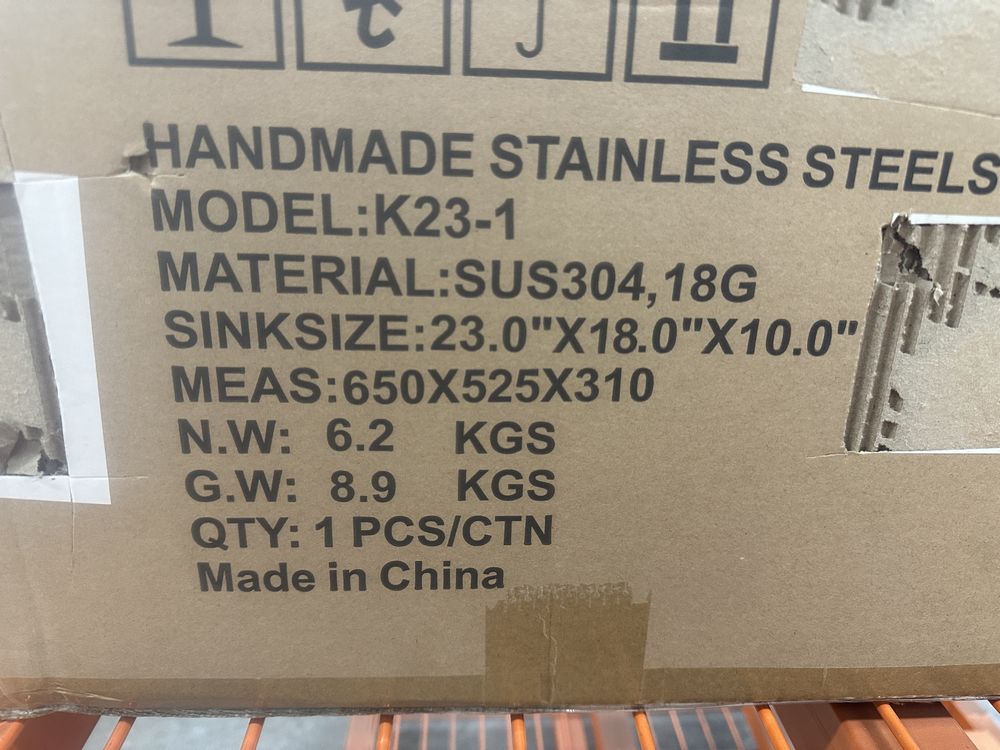 HANDMADE STAINLESS STEELS
MODEL:K23-1
MATERIAL:SUS304,18G
SINKSIZE:23.0"X18.0"X10.0"
MEAS:650X525X310
N.W: 6.2 KGS
G.W: 8.9 KGS
QTY: 1 PCS/CTN
Made in China